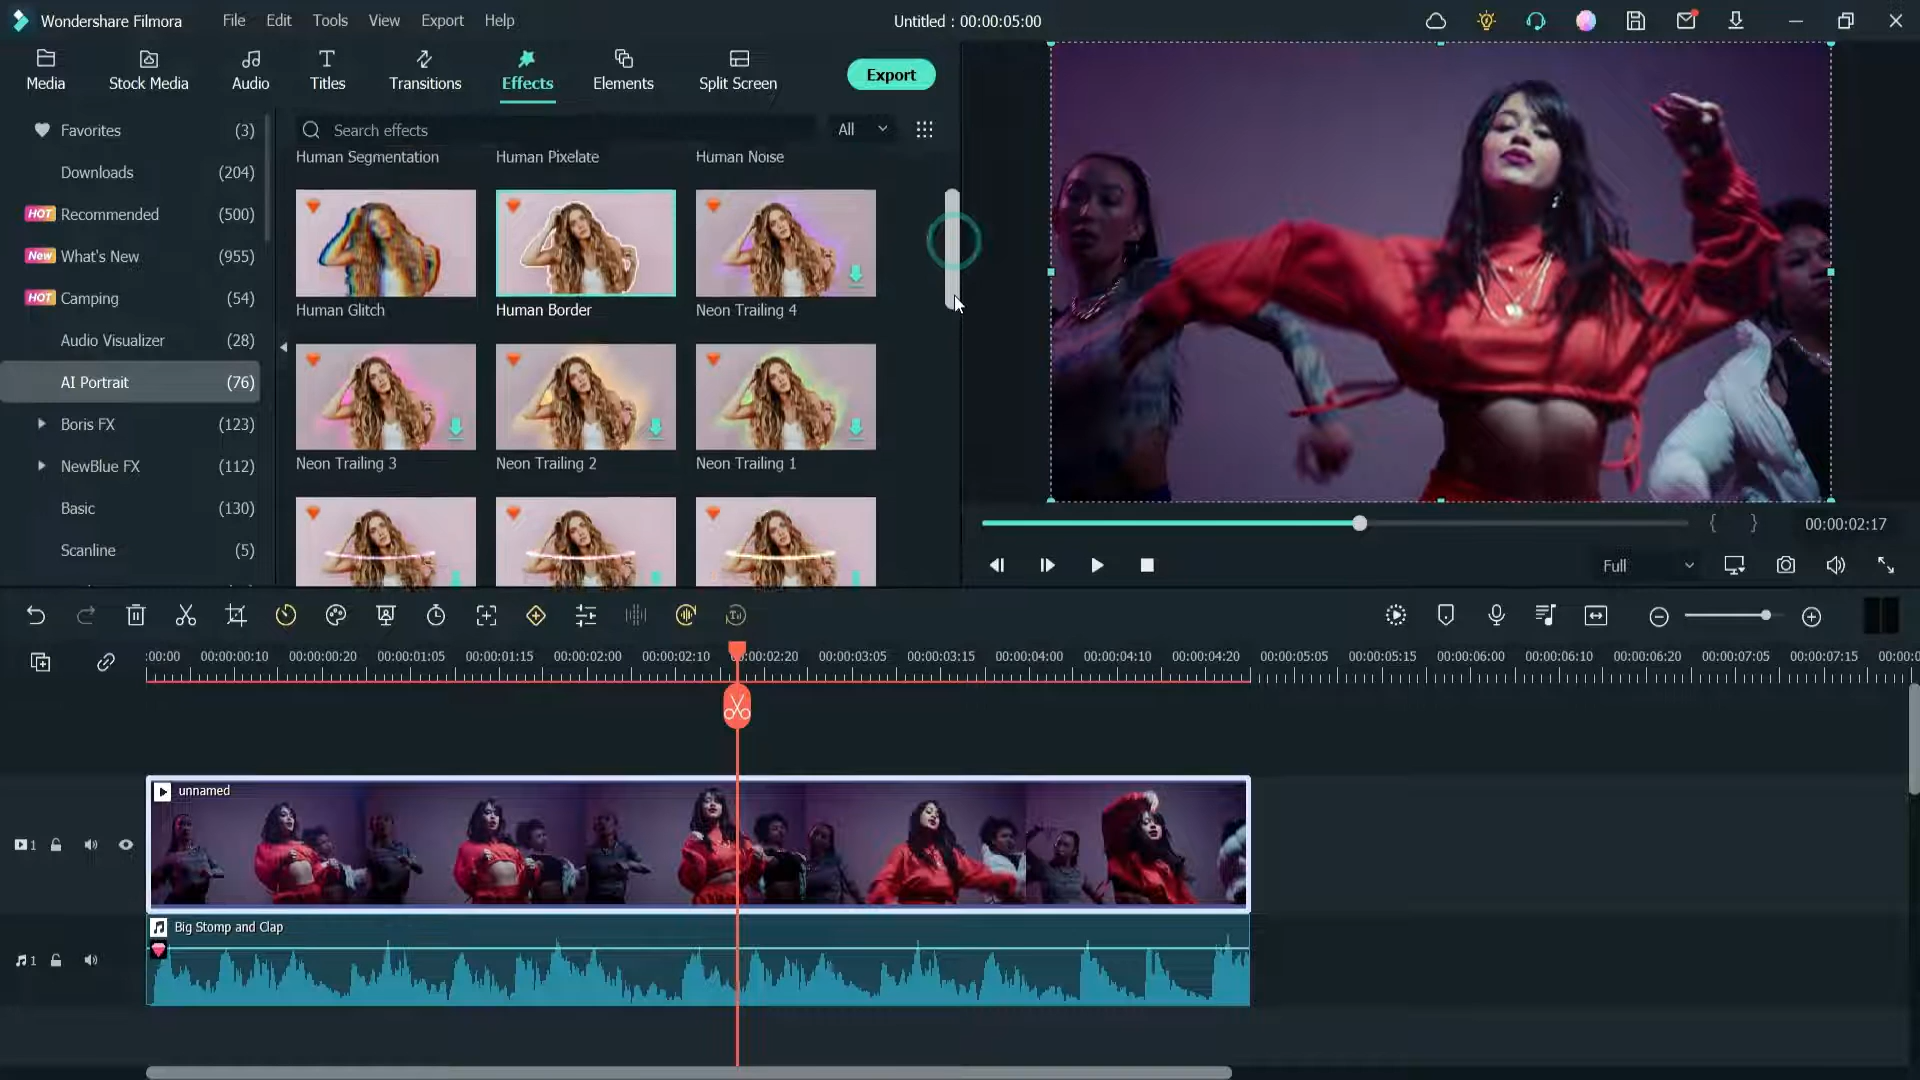 Wondershare Filmora File Edit Tools View Export Help Untitled : 00:00:05:00
Media Stock Media Audio Titles Transitions Effects Elements Split Screen Export
Favorites (3)
Downloads (204)
HOT Recommended (500)
New What's New (955)
HOT Camping (54)
Audio Visualizer (28)
AI Portrait (76)
Boris FX (123)
NewBlue FX (112)
Basic (130)
Scanline (5)
Search effects All
Human Segmentation Human Pixelate Human Noise
Human Glitch Human Border Neon Trailing 4
Neon Trailing 3 Neon Trailing 2 Neon Trailing 1
{ } 00:00:02:17
Full
:00:00 00:00:00:10 00:00:00:20 00:00:01:05 00:00:01:15 00:00:02:00 00:00:02:10 00:00:02:20 00:00:03:05 00:00:03:15 00:00:04:00 00:00:04:10 00:00:04:20 00:00:05:05 00:00:05:15 00:00:06:00 00:00:06:10 00:00:06:20 00:00:07:05 00:00:07:15 00:00:0
unnamed
1
Big Stomp and Clap
1